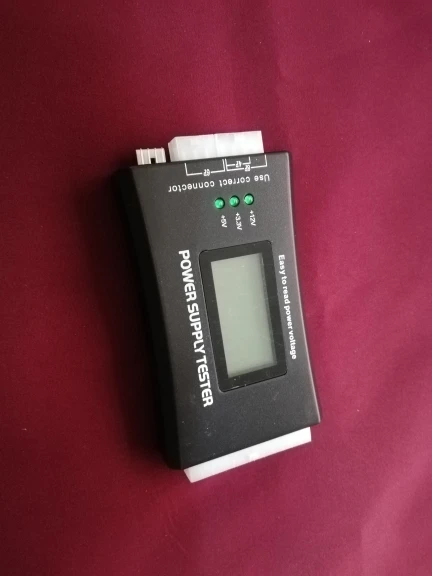 Easy to read power voltage
POWER SUPPLY TESTER
+12V
+3.3V
+5V
Use correct connector